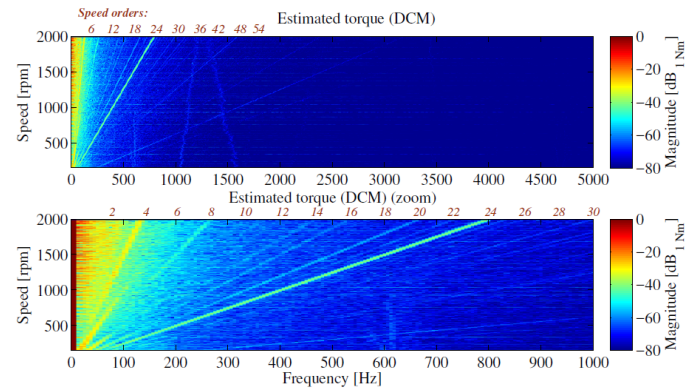 Speed orders:
Estimated torque (DCM)
6 12 18 24 30 36 42 48 54
2000
1500
1000
500
Speed [rpm]
0 500 1000 1500 2000 2500 3000 3500 4000 4500 5000
0
−20
−40
−60
−80
Magnitude [dB 1 Nm]
Estimated torque (DCM) (zoom)
2 4 6 8 10 12 14 16 18 20 22 24 26 28 30
2000
1500
1000
500
Speed [rpm]
0 100 200 300 400 500 600 700 800 900 1000
Frequency [Hz]
0
−20
−40
−60
−80
Magnitude [dB 1 Nm]